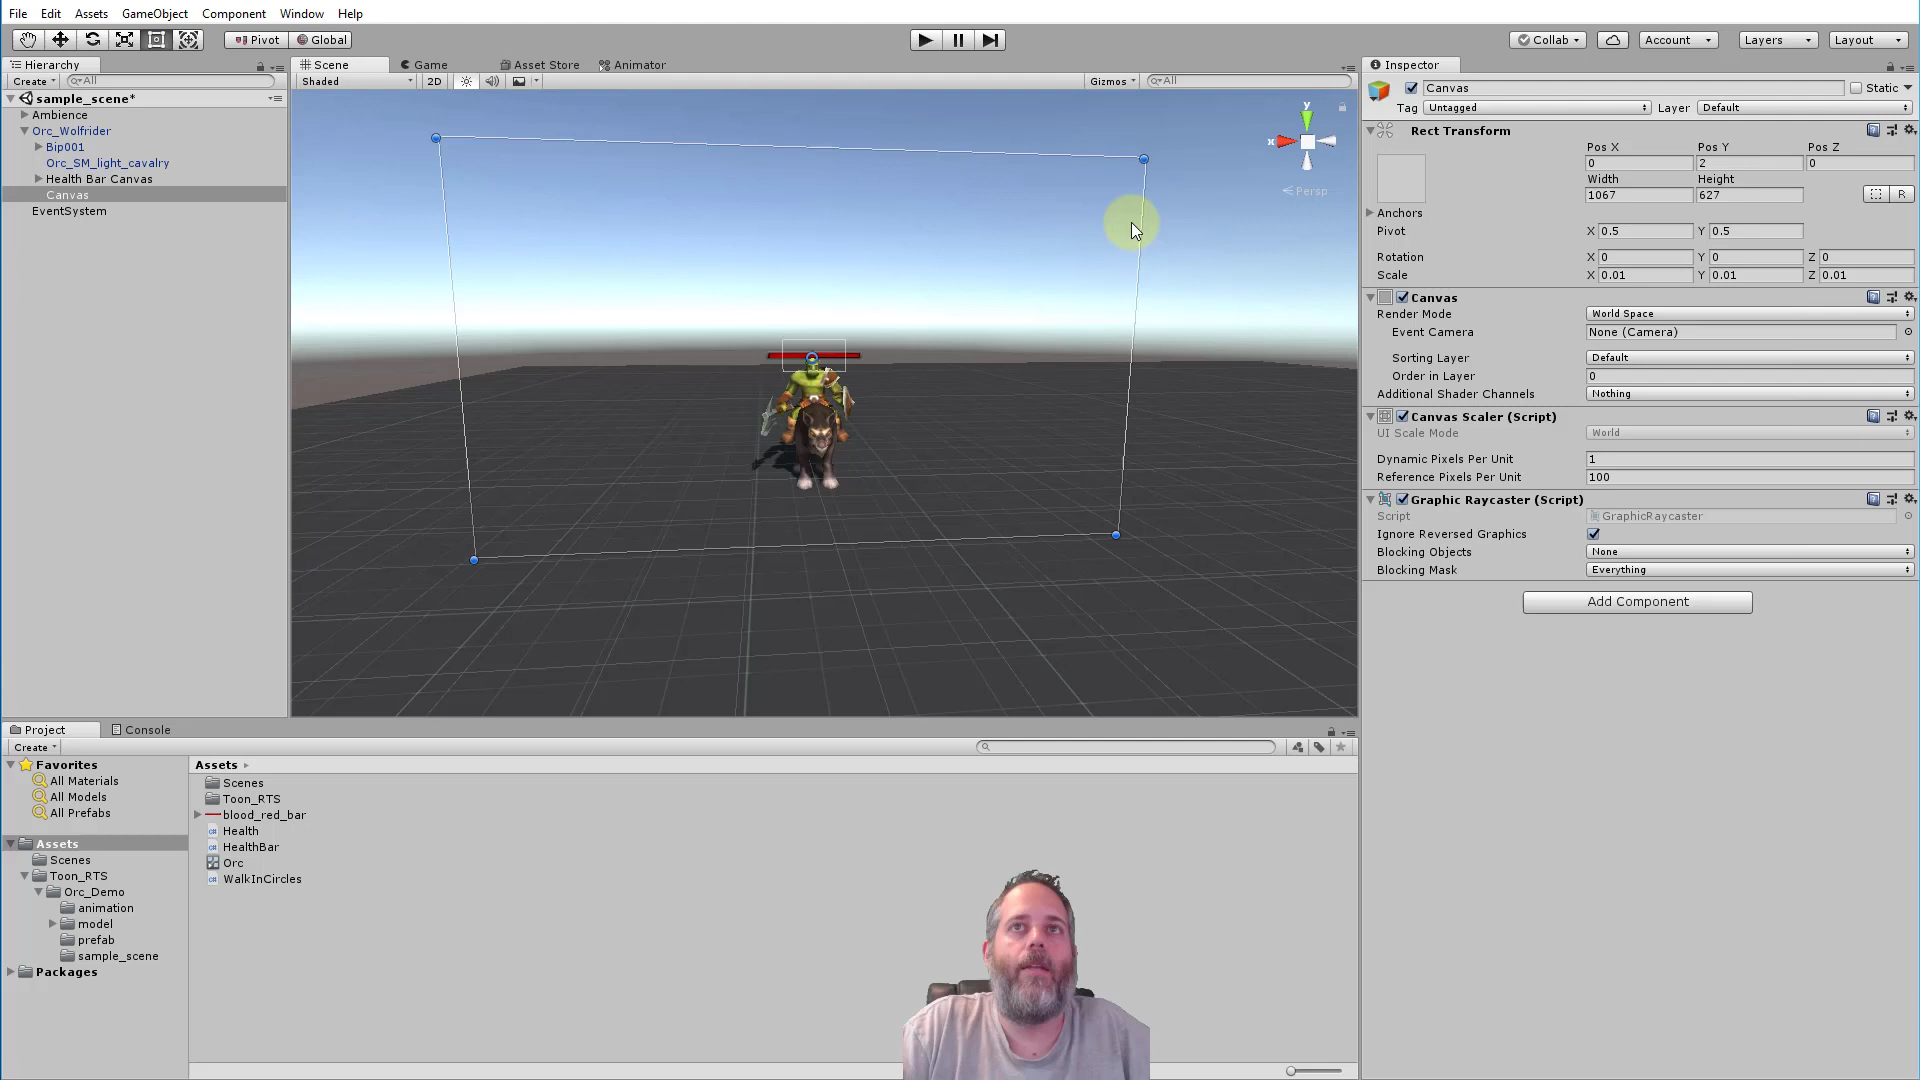 File Edit Assets GameObject Component Window Help
Pivot Global Collab Account Layers Layout
Hierarchy
Create All
sample_scene*
Ambience
Orc_Wolfrider
Bip001
Orc_SM_light_cavalry
Health Bar Canvas
Canvas
EventSystem
Scene Game Asset Store Animator
Shaded 2D Gizmos All
y
x
Persp
Inspector
Canvas Static
Tag Untagged Layer Default
Rect Transform
Pos X Pos Y Pos Z
0 2 0
Width Height
1067 627 R
Anchors
Pivot X 0.5 Y 0.5
Rotation X 0 Y 0 Z 0
Scale X 0.01 Y 0.01 Z 0.01
Canvas
Render Mode World Space
Event Camera None (Camera)
Sorting Layer Default
Order in Layer 0
Additional Shader Channels Nothing
Canvas Scaler (Script)
UI Scale Mode World
Dynamic Pixels Per Unit 1
Reference Pixels Per Unit 100
Graphic Raycaster (Script)
Script GraphicRaycaster
Ignore Reversed Graphics
Blocking Objects None
Blocking Mask Everything
Add Component
Project Console
Create
Favorites
All Materials
All Models
All Prefabs
Assets
Scenes
Toon_RTS
Orc_Demo
animation
model
prefab
sample_scene
Packages
Assets
Scenes
Toon_RTS
blood_red_bar
Health
HealthBar
Orc
WalkInCircles